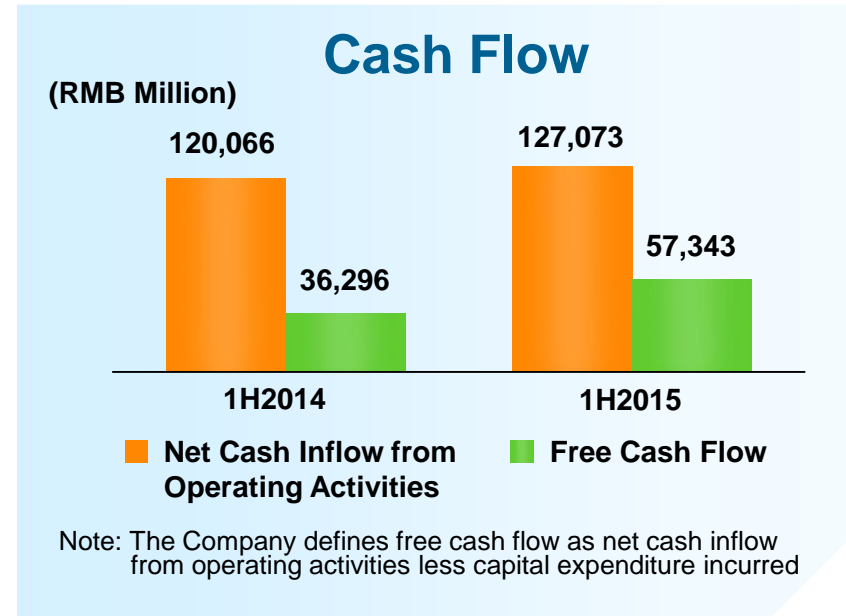 Cash Flow
(RMB Million)
120,066
127,073
36,296
57,343
1H2014
1H2015
Net Cash Inflow from
Operating Activities
Free Cash Flow
Note: The Company defines free cash flow as net cash inflow
from operating activities less capital expenditure incurred